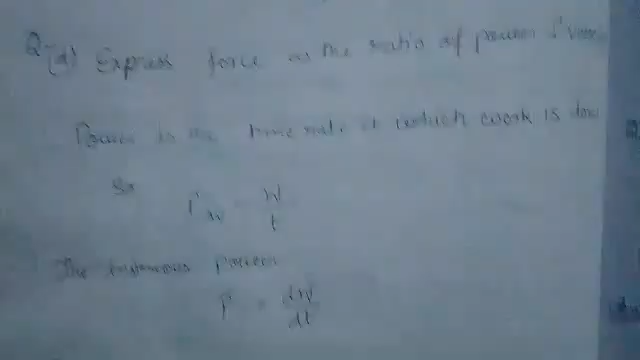 Q-(d) Express force as the ratio of power &
Power is the time rate at which work is done
So P_av = W/t
The Power
P = dW/dt